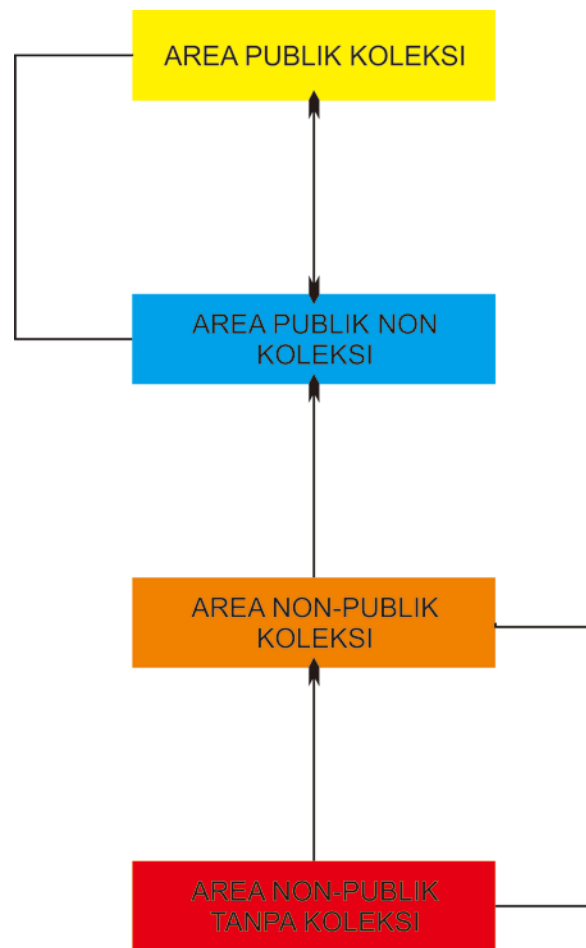 AREA PUBLIK KOLEKSI
AREA PUBLIK NON
KOLEKSI
AREA NON-PUBLIK
KOLEKSI
AREA NON-PUBLIK
TANPA KOLEKSI